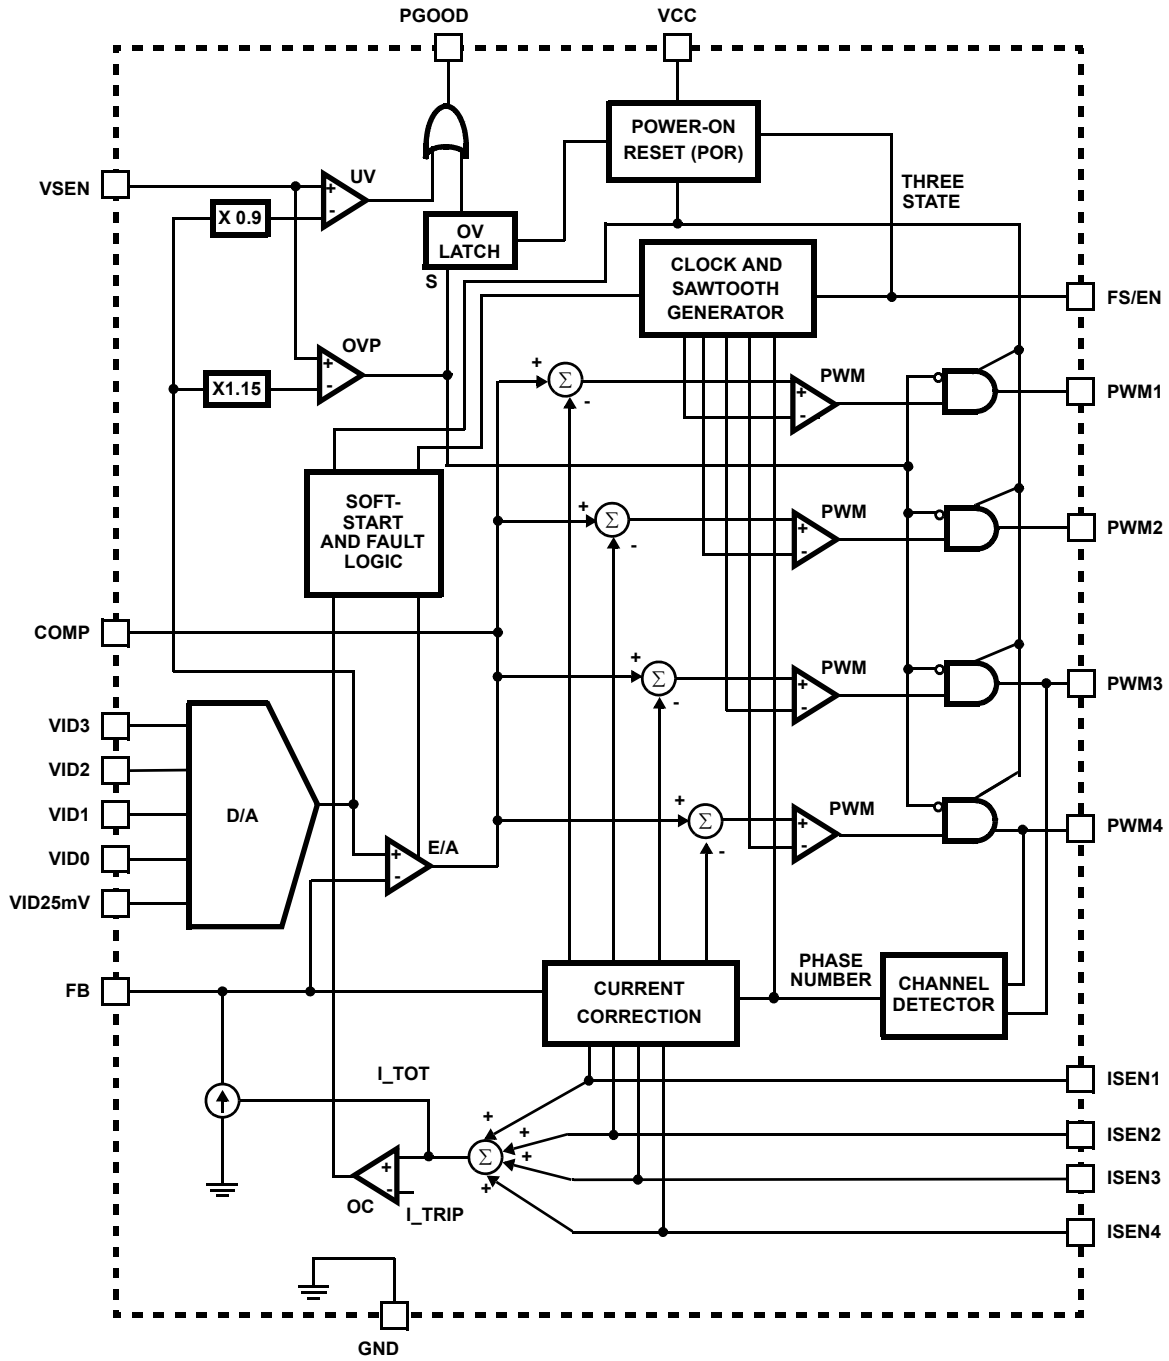 PGOOD
VCC
POWER-ON
RESET (POR)
VSEN
+
-
UV
X 0.9
THREE
STATE
OV
LATCH
S
CLOCK AND
SAWTOOTH
GENERATOR
FS/EN
OVP
+
-
X1.15
+
Σ
-
PWM
+
-
PWM1
SOFT-
START
AND FAULT
LOGIC
+
Σ
-
PWM
+
-
PWM2
COMP
+
Σ
-
PWM
+
-
PWM3
VID3
VID2
VID1
VID0
VID25mV
D/A
+
Σ
-
PWM
+
-
PWM4
E/A
+
-
FB
CURRENT
CORRECTION
PHASE
NUMBER
CHANNEL
DETECTOR
I_TOT
ISEN1
+
+
ISEN2
Σ
+
ISEN3
+
+
-
OC
I_TRIP
ISEN4
GND